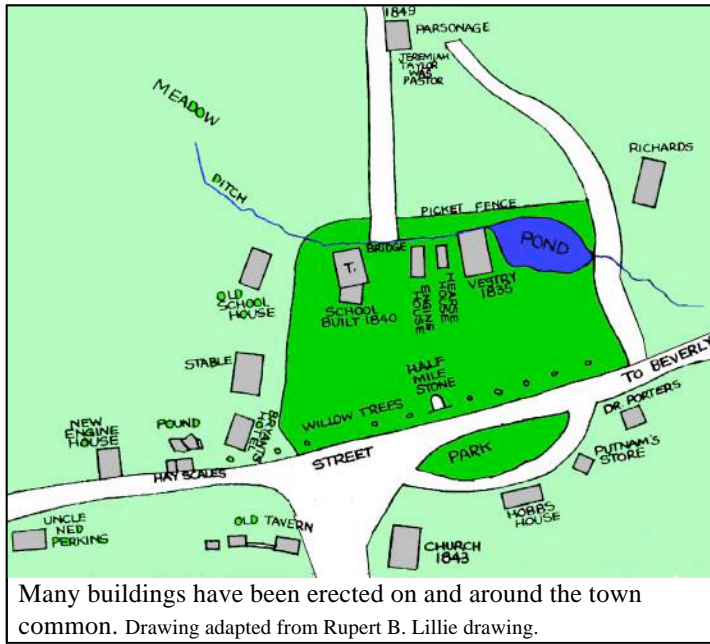 1849
PARSONAGE
JEREMIAH
TAYLOR
WAS
PASTOR
MEADOW
RICHARDS
DITCH
PICKET FENCE
BRIDGE
POND
T.
ENGINE
HOUSE
HEARSE
HOUSE
VESTRY
1835
OLD
SCHOOL
HOUSE
SCHOOL
BUILT 1840
STABLE
HALF
MILE
STONE
TO BEVERLY
WILLOW TREES
BRYANTS
HOTEL
DR. PORTERS
NEW
ENGINE
HOUSE
POUND
PARK
PUTNAM'S
STORE
STREET
HAY SCALES
HOBBS
HOUSE
UNCLE
NED
PERKINS
OLD TAVERN
CHURCH
1843
Many buildings have been erected on and around the town
common. Drawing adapted from Rupert B. Lillie drawing.